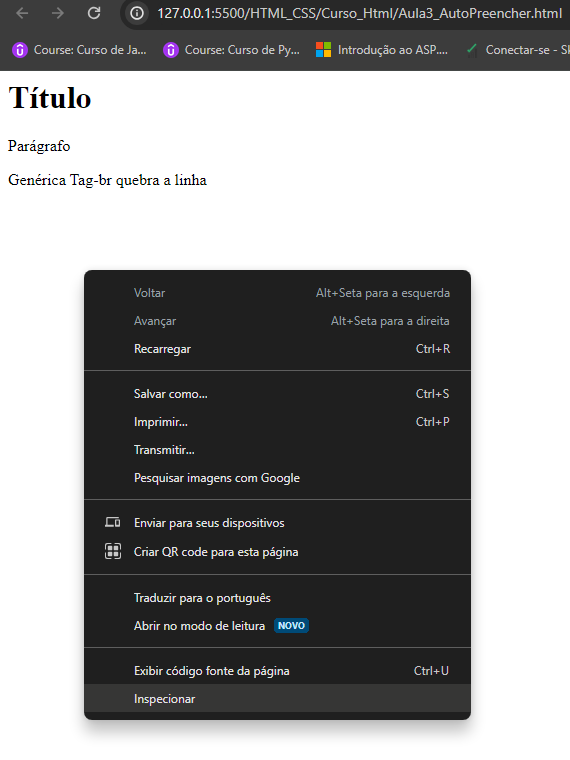 127.0.0.1:5500/HTML_CSS/Curso_Html/Aula3_AutoPreencher.html
Course: Curso de Ja... Course: Curso de Py... Introdução ao ASP.... Conectar-se - Sk
Título
Parágrafo
Genérica Tag-br quebra a linha
Voltar Alt+Seta para a esquerda
Avançar Alt+Seta para a direita
Recarregar Ctrl+R
Salvar como... Ctrl+S
Imprimir... Ctrl+P
Transmitir...
Pesquisar imagens com Google
Enviar para seus dispositivos
Criar QR code para esta página
Traduzir para o português
Abrir no modo de leitura NOVO
Exibir código fonte da página Ctrl+U
Inspecionar